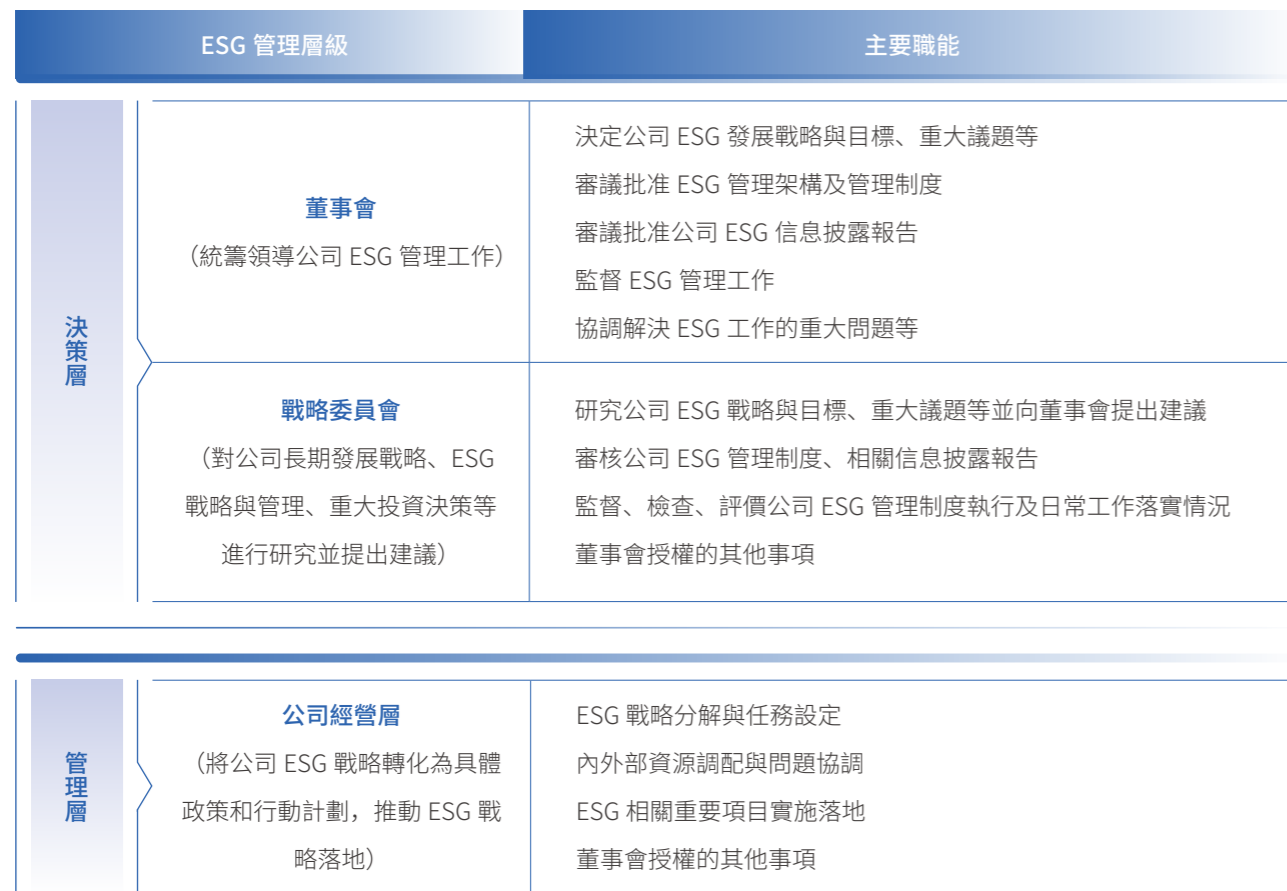 ESG 管理層級
主要職能
決策層
董事會
（統籌領導公司 ESG 管理工作）
決定公司 ESG 發展戰略與目標、重大議題等
審議批准 ESG 管理架構及管理制度
審議批准公司 ESG 信息披露報告
監督 ESG 管理工作
協調解決 ESG 工作的重大問題等
戰略委員會
（對公司長期發展戰略、ESG
戰略與管理、重大投資決策等
進行研究並提出建議）
研究公司 ESG 戰略與目標、重大議題等並向董事會提出建議
審核公司 ESG 管理制度、相關信息披露報告
監督、檢查、評價公司 ESG 管理制度執行及日常工作落實情況
董事會授權的其他事項
管理層
公司經營層
（將公司 ESG 戰略轉化為具體
政策和行動計劃，推動 ESG 戰
略落地）
ESG 戰略分解與任務設定
內外部資源調配與問題協調
ESG 相關重要項目實施落地
董事會授權的其他事項